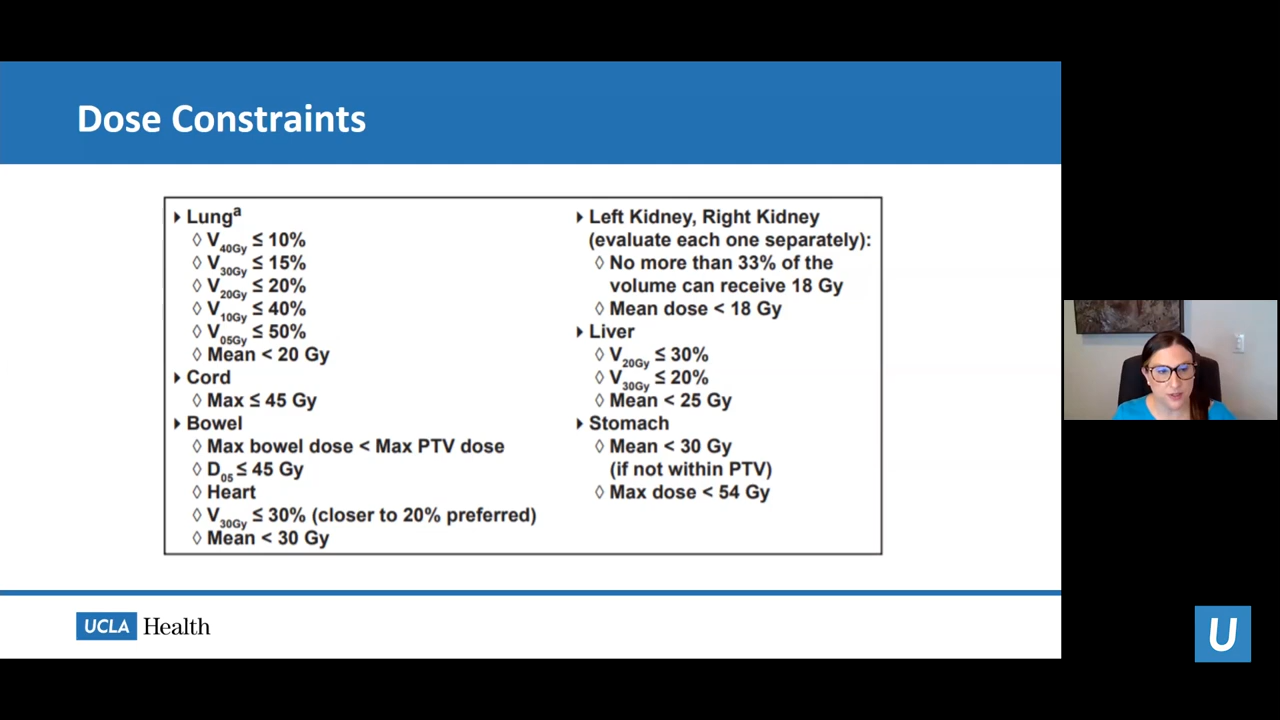 Dose Constraints
▶ Lungᵃ
◊ V40Gy ≤ 10%
◊ V30Gy ≤ 15%
◊ V20Gy ≤ 20%
◊ V10Gy ≤ 40%
◊ V05Gy ≤ 50%
◊ Mean < 20 Gy
▶ Cord
◊ Max ≤ 45 Gy
▶ Bowel
◊ Max bowel dose < Max PTV dose
◊ D05 ≤ 45 Gy
◊ Heart
◊ V30Gy ≤ 30% (closer to 20% preferred)
◊ Mean < 30 Gy
▶ Left Kidney, Right Kidney
(evaluate each one separately):
◊ No more than 33% of the
volume can receive 18 Gy
◊ Mean dose < 18 Gy
▶ Liver
◊ V20Gy ≤ 30%
◊ V30Gy ≤ 20%
◊ Mean < 25 Gy
▶ Stomach
◊ Mean < 30 Gy
(if not within PTV)
◊ Max dose < 54 Gy
UCLA Health
U